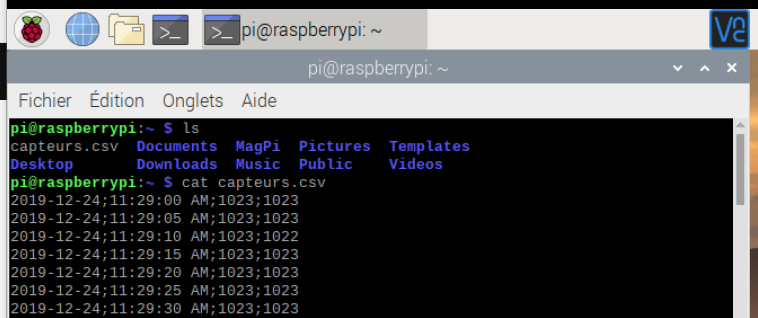 pi@raspberrypi: ~
VC
pi@raspberrypi: ~
Fichier Édition Onglets Aide
pi@raspberrypi:~ $ ls
capteurs.csv Documents MagPi Pictures Templates
Desktop Downloads Music Public Videos
pi@raspberrypi:~ $ cat capteurs.csv
2019-12-24;11:29:00 AM;1023;1023
2019-12-24;11:29:05 AM;1023;1023
2019-12-24;11:29:10 AM;1023;1022
2019-12-24;11:29:15 AM;1023;1023
2019-12-24;11:29:20 AM;1023;1023
2019-12-24;11:29:25 AM;1023;1023
2019-12-24;11:29:30 AM;1023;1023